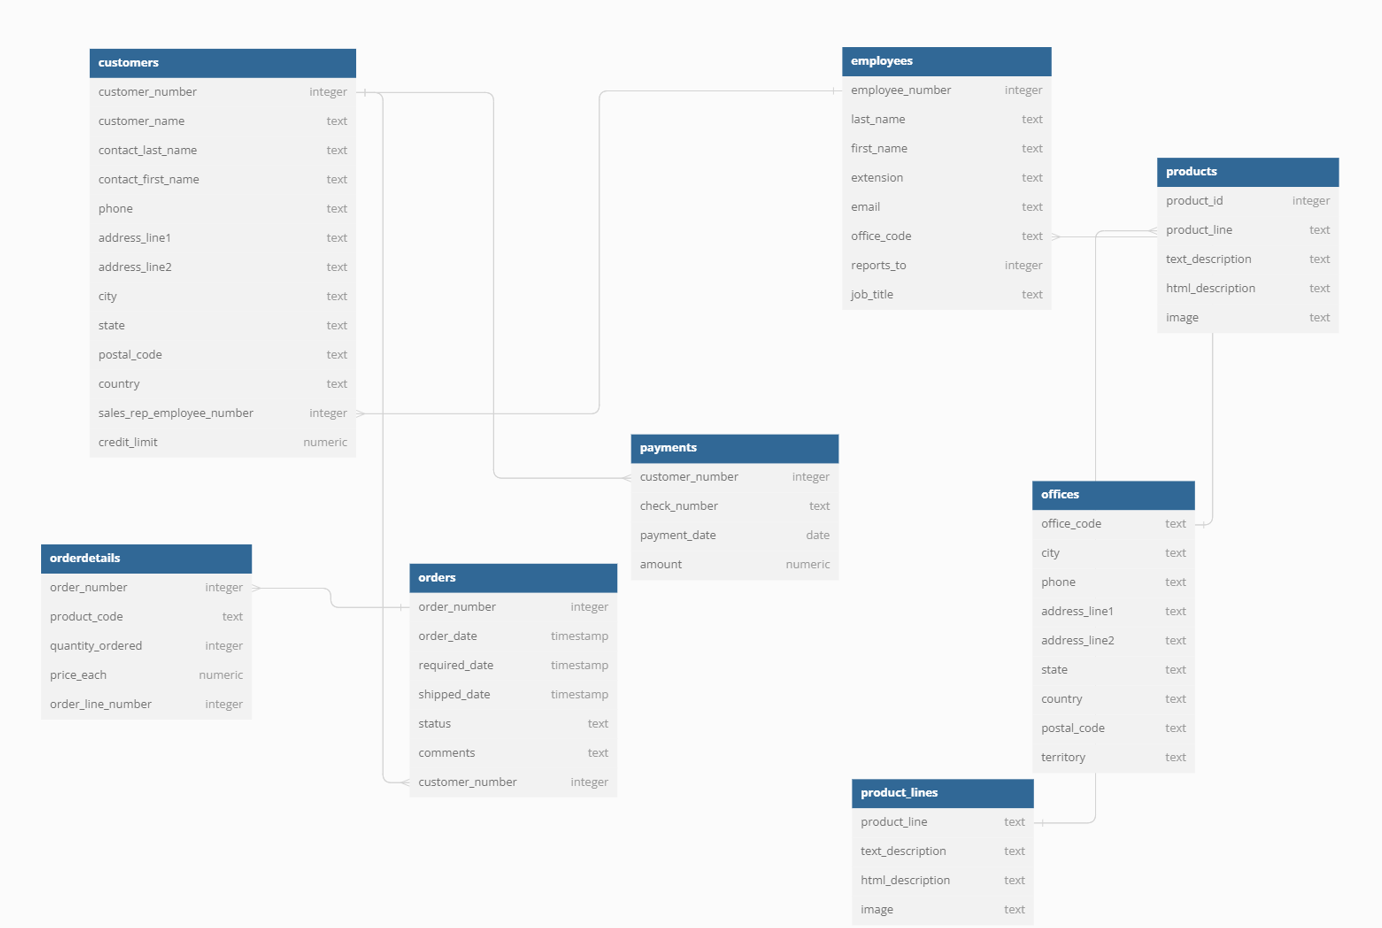 customers
customer_number integer
customer_name text
contact_last_name text
contact_first_name text
phone text
address_line1 text
address_line2 text
city text
state text
postal_code text
country text
sales_rep_employee_number integer
credit_limit numeric
employees
employee_number integer
last_name text
first_name text
extension text
email text
office_code text
reports_to integer
job_title text
products
product_id integer
product_line text
text_description text
html_description text
image text
payments
customer_number integer
check_number text
payment_date date
amount numeric
offices
office_code text
city text
phone text
address_line1 text
address_line2 text
state text
country text
postal_code text
territory text
orderdetails
order_number integer
product_code text
quantity_ordered integer
price_each numeric
order_line_number integer
orders
order_number integer
order_date timestamp
required_date timestamp
shipped_date timestamp
status text
comments text
customer_number integer
product_lines
product_line text
text_description text
html_description text
image text